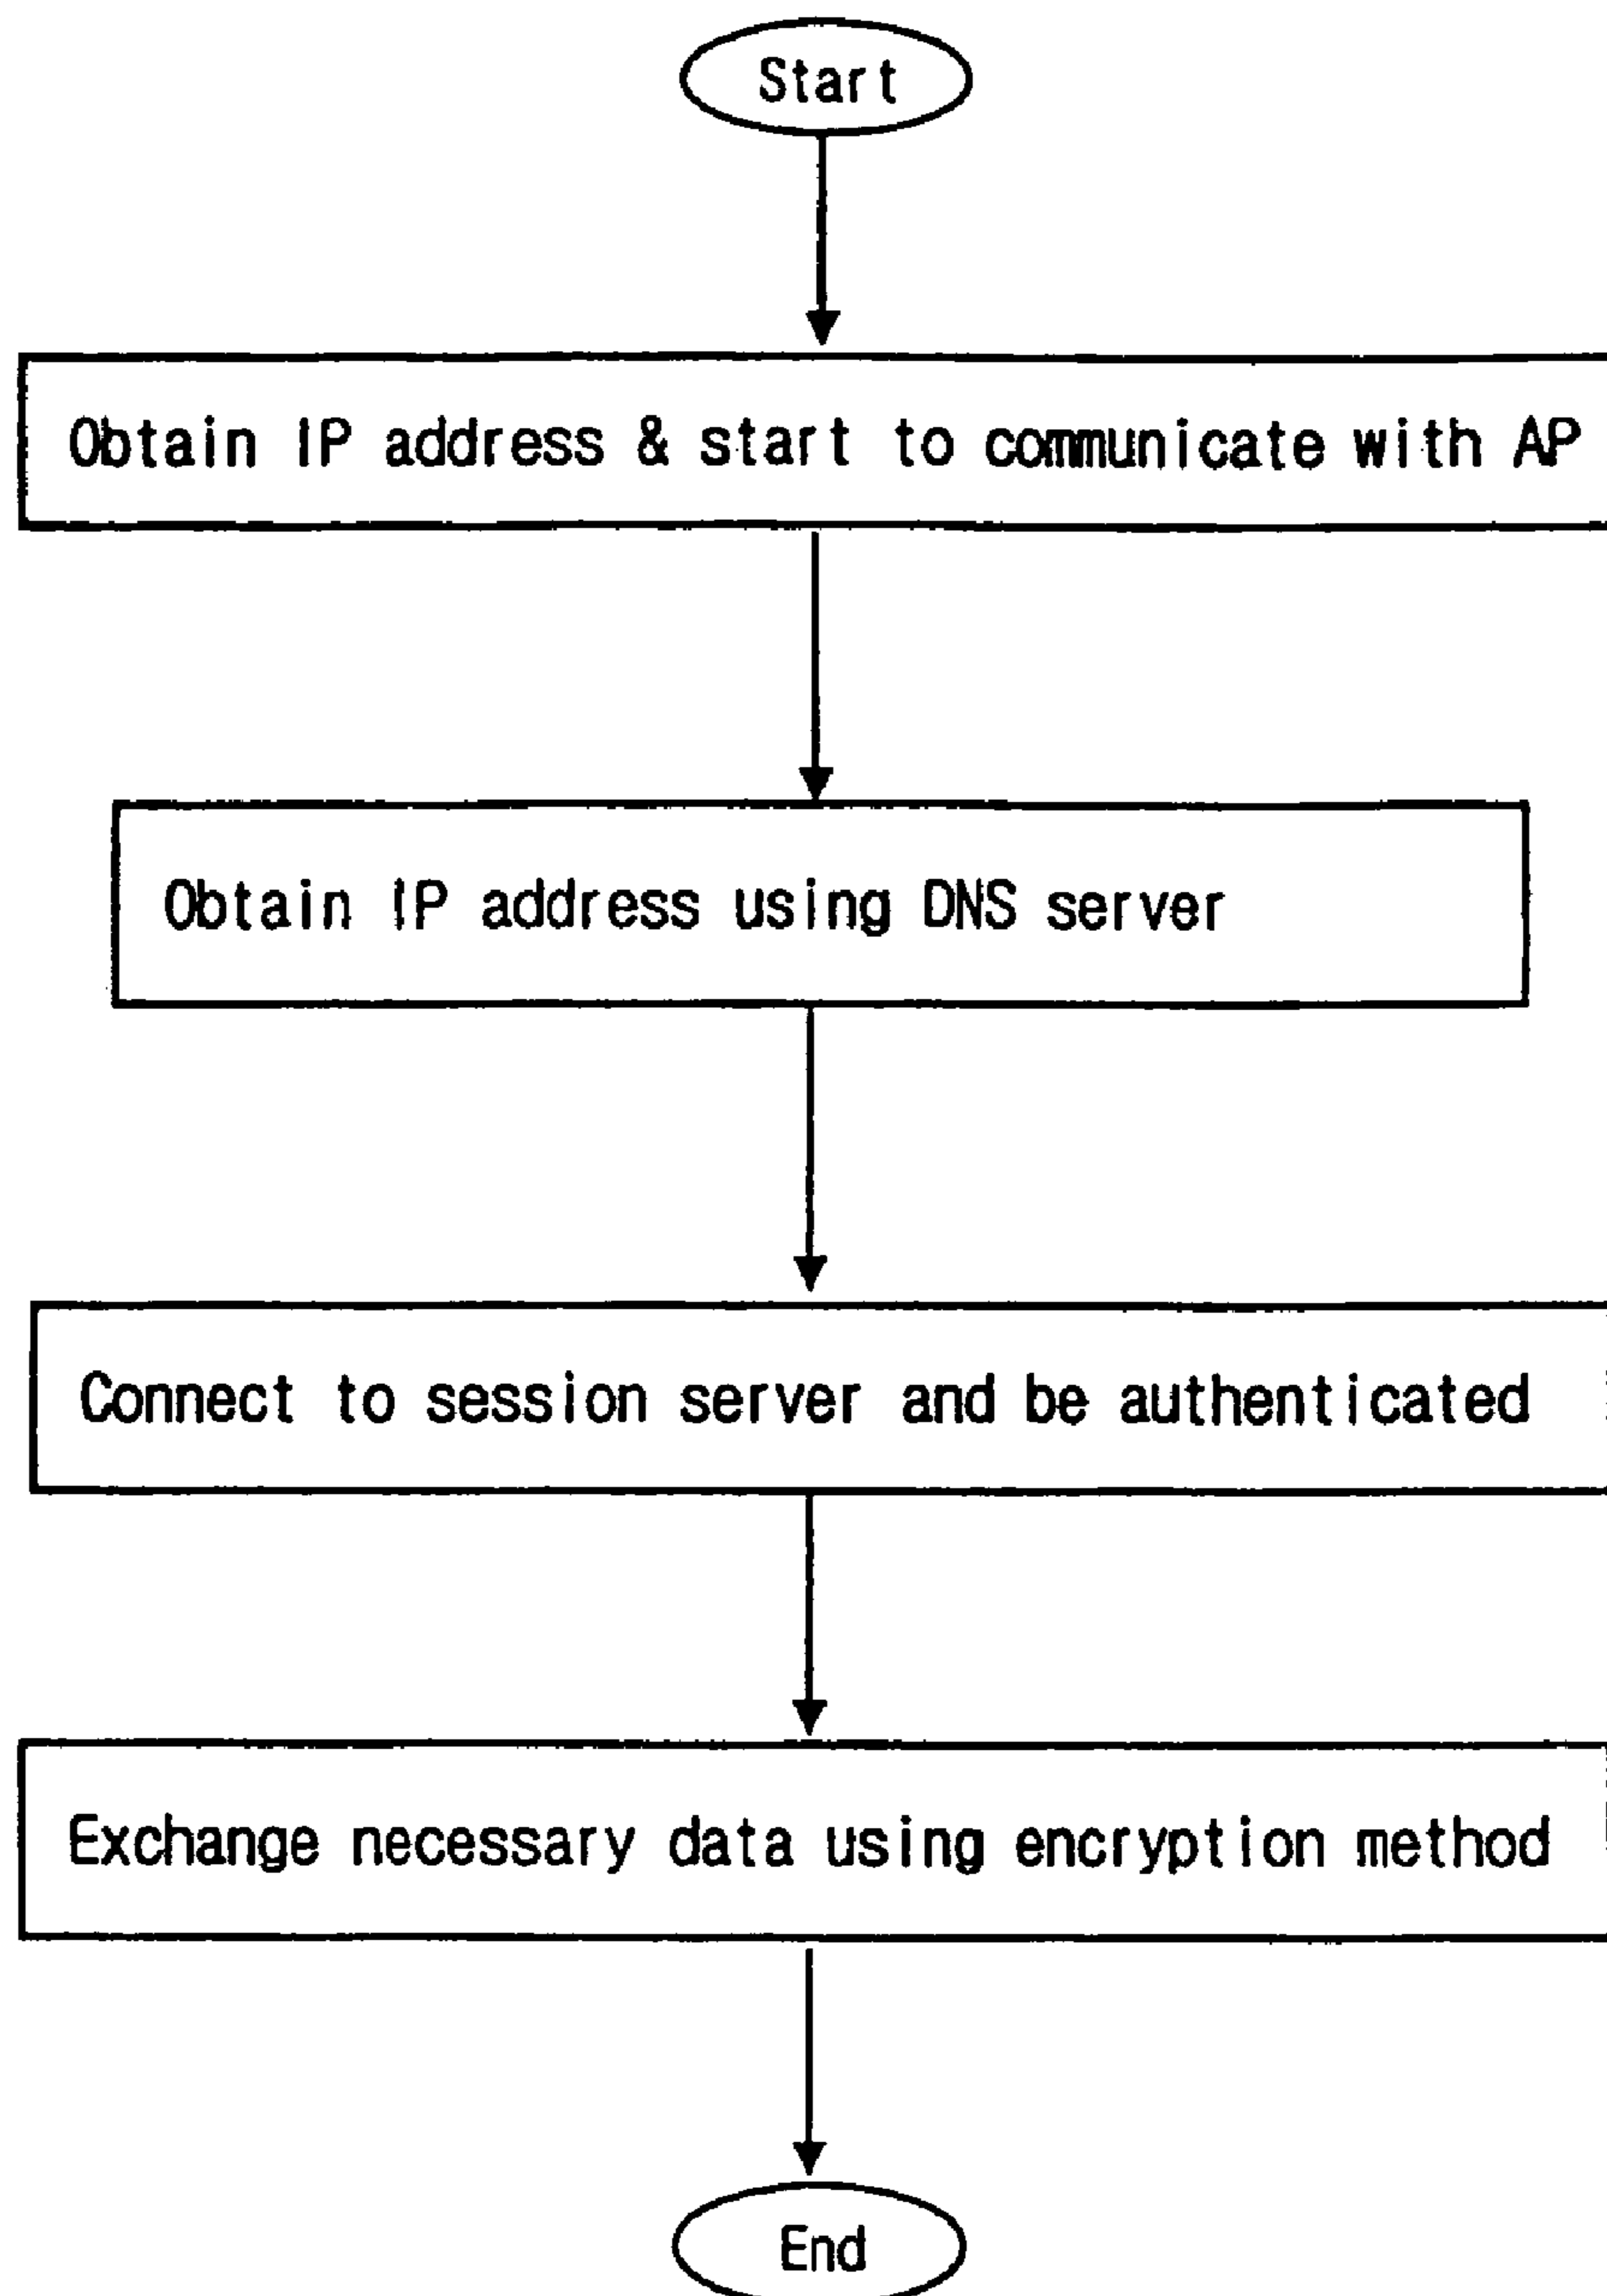 Start
Obtain IP address & start to communicate with AP
Obtain IP address using DNS server
Connect to session server and be authenticated
Exchange necessary data using encryption method
End